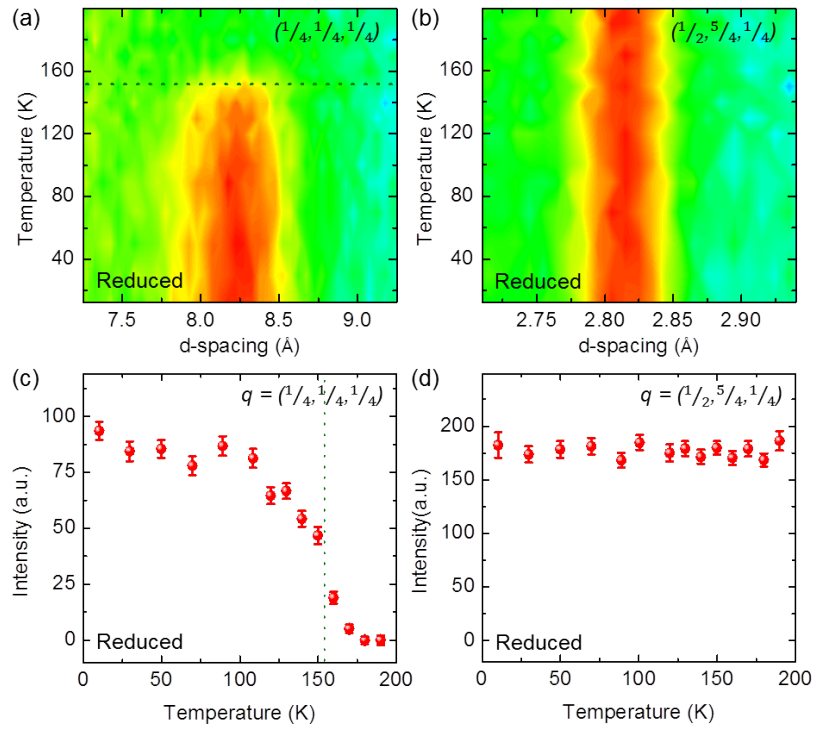 (a)
(1/4, 1/4, 1/4)
160
120
80
40
Temperature (K)
Reduced
7.5 8.0 8.5 9.0
d-spacing (Å)
(b)
(1/2, 5/4, 1/4)
160
120
80
40
Temperature (K)
Reduced
2.75 2.80 2.85 2.90
d-spacing (Å)
(c)
q = (1/4, 1/4, 1/4)
100
75
50
25
0
Intensity (a.u.)
Reduced
0 50 100 150 200
Temperature (K)
(d)
q = (1/2, 5/4, 1/4)
200
150
100
50
0
Intensity(a.u.)
Reduced
0 50 100 150 200
Temperature (K)